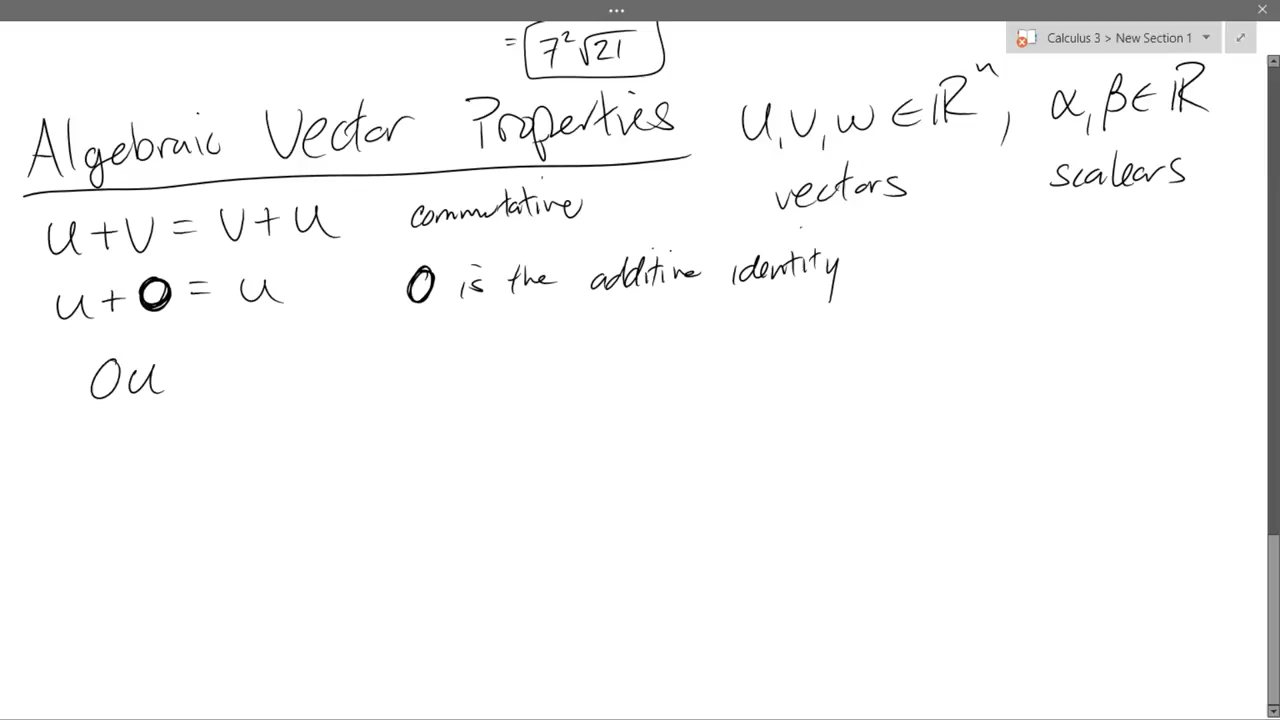 = 7²√21
Calculus 3 > New Section 1
Algebraic Vector Properties u, v, w ∈ ℝⁿ, α, β ∈ ℝ
vectors scalears
u + v = v + u commutative
u + 0 = u 0 is the additive identity
0u